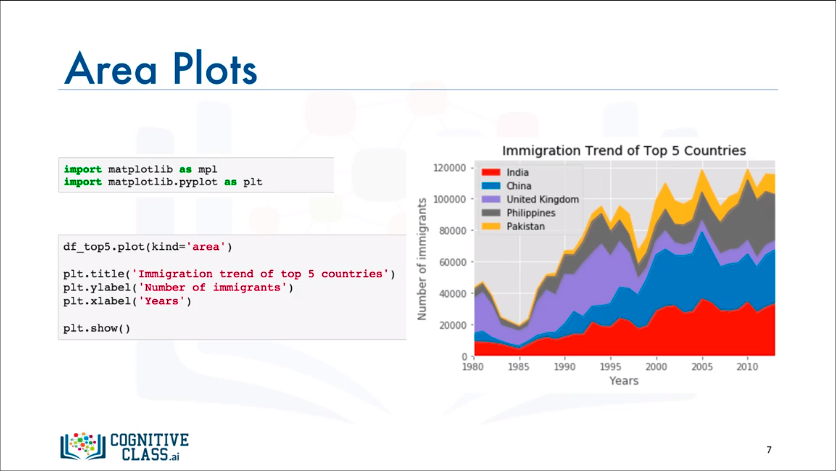 Area Plots
import matplotlib as mpl
import matplotlib.pyplot as plt
df_top5.plot(kind='area')
plt.title('Immigration trend of top 5 countries')
plt.ylabel('Number of immigrants')
plt.xlabel('Years')
plt.show()
Immigration Trend of Top 5 Countries
Number of immigrants
120000
100000
80000
60000
40000
20000
0
India
China
United Kingdom
Philippines
Pakistan
1980 1985 1990 1995 2000 2005 2010
Years
COGNITIVE
CLASS.ai
7